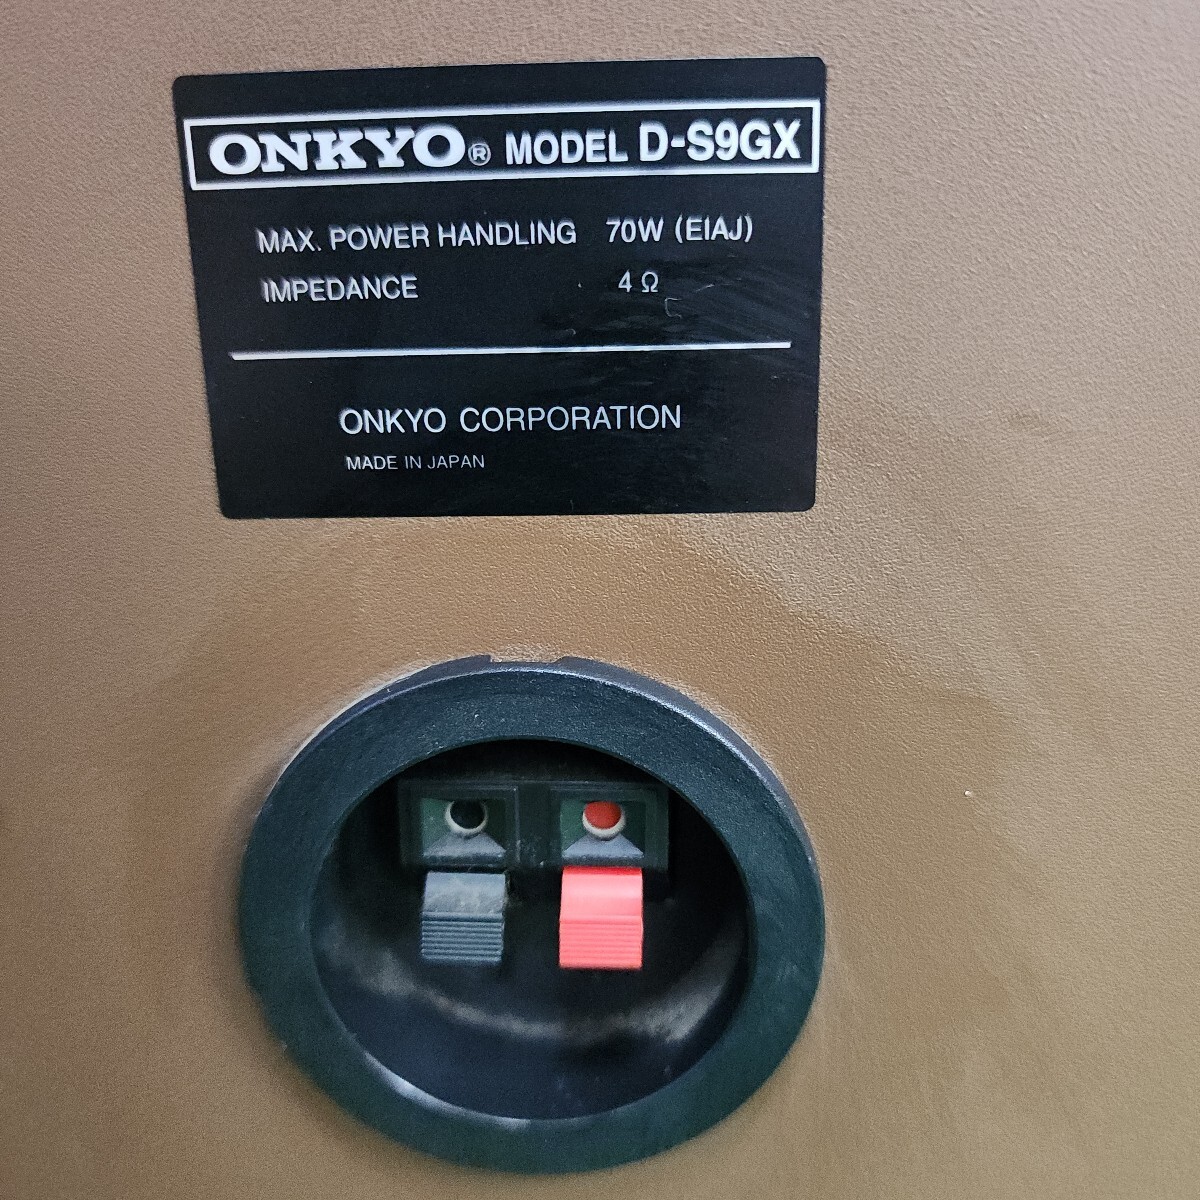 ONKYO® MODEL D-S9GX
MAX. POWER HANDLING 70W (EIAJ)
IMPEDANCE 4 Ω
ONKYO CORPORATION
MADE IN JAPAN